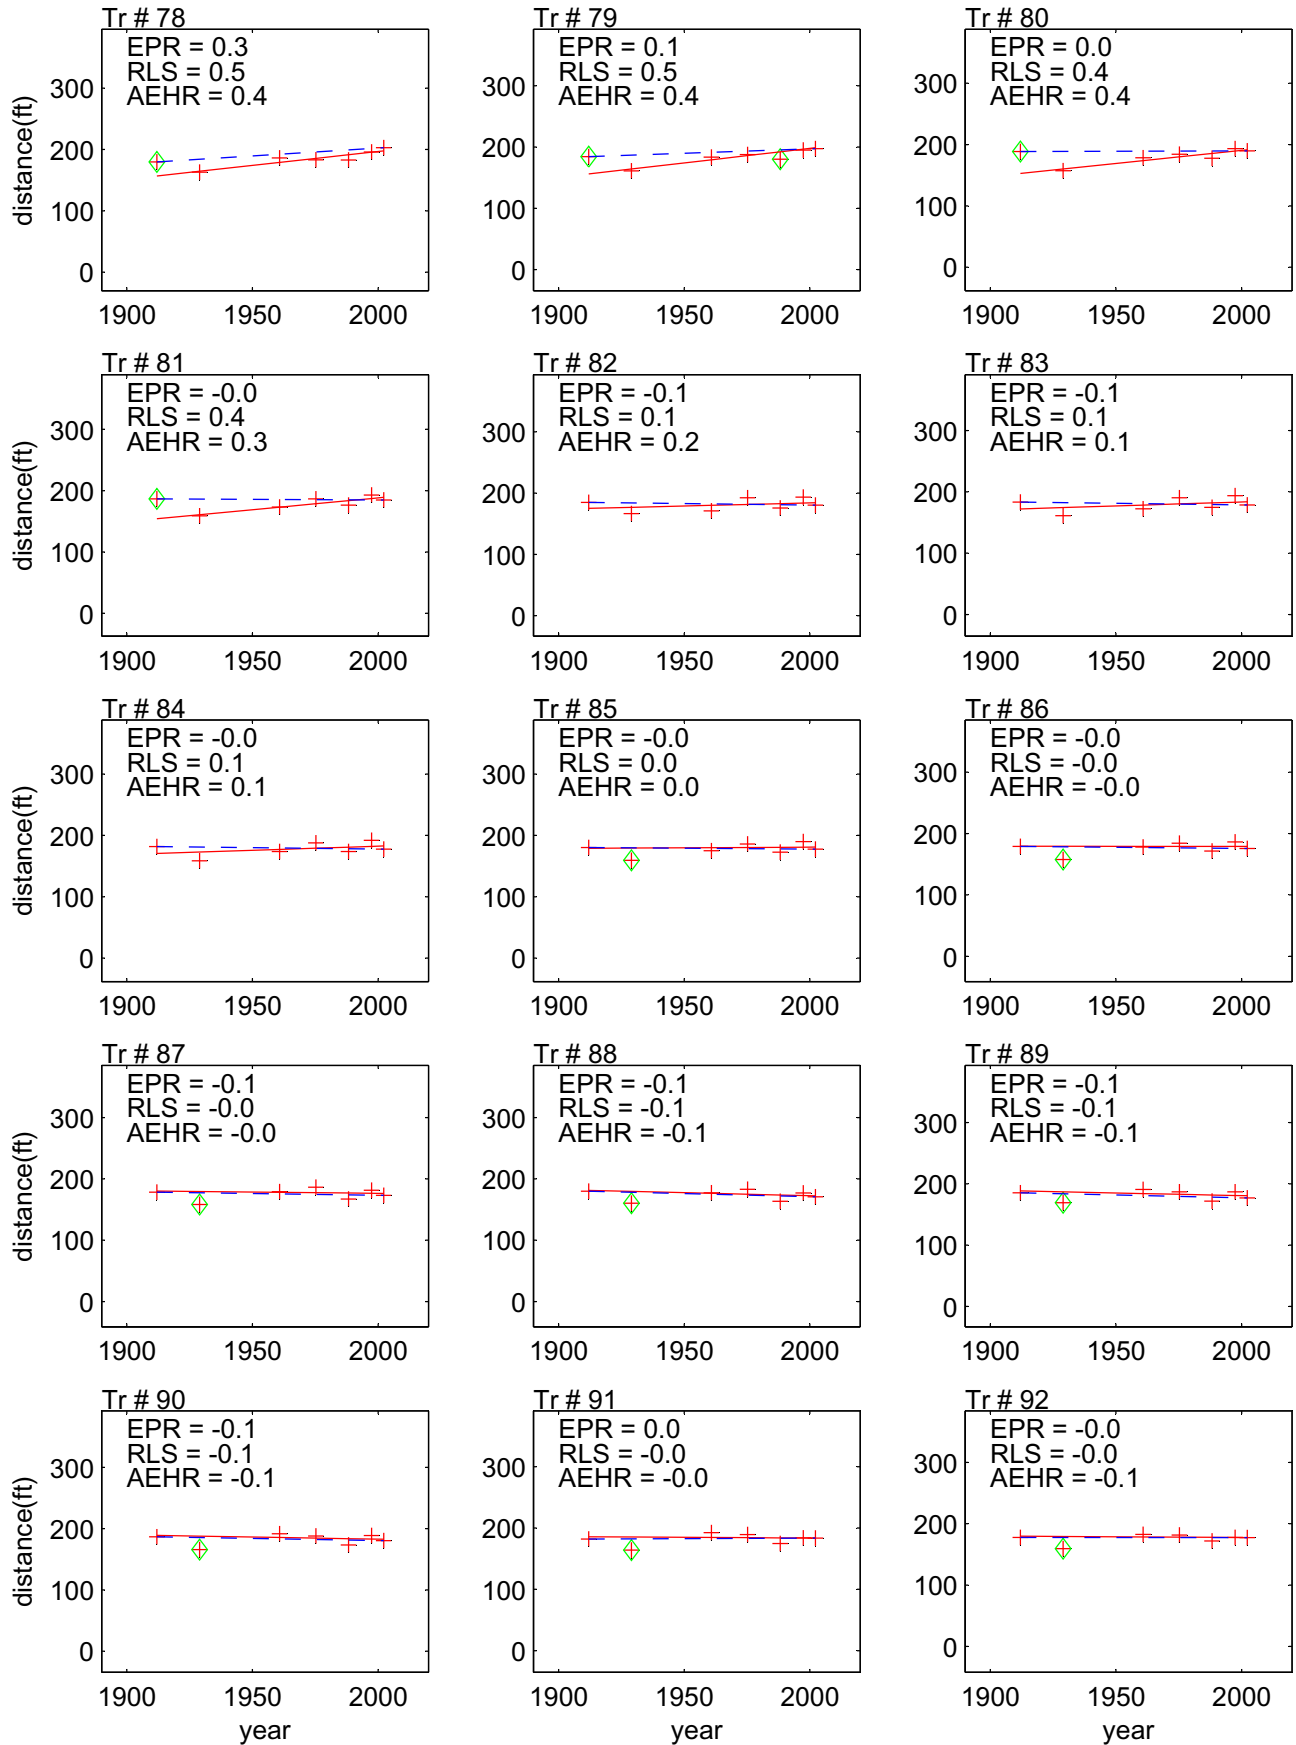 Tr # 78
EPR = 0.3
RLS = 0.5
AEHR = 0.4
300
200
100
0
distance(ft)
1900 1950 2000
Tr # 79
EPR = 0.1
RLS = 0.5
AEHR = 0.4
300
200
100
0
1900 1950 2000
Tr # 80
EPR = 0.0
RLS = 0.4
AEHR = 0.4
300
200
100
0
1900 1950 2000
Tr # 81
EPR = -0.0
RLS = 0.4
AEHR = 0.3
300
200
100
0
distance(ft)
1900 1950 2000
Tr # 82
EPR = -0.1
RLS = 0.1
AEHR = 0.2
300
200
100
0
1900 1950 2000
Tr # 83
EPR = -0.1
RLS = 0.1
AEHR = 0.1
300
200
100
0
1900 1950 2000
Tr # 84
EPR = -0.0
RLS = 0.1
AEHR = 0.1
300
200
100
0
distance(ft)
1900 1950 2000
Tr # 85
EPR = -0.0
RLS = 0.0
AEHR = 0.0
300
200
100
0
1900 1950 2000
Tr # 86
EPR = -0.0
RLS = -0.0
AEHR = -0.0
300
200
100
0
1900 1950 2000
Tr # 87
EPR = -0.1
RLS = -0.0
AEHR = -0.0
300
200
100
0
distance(ft)
1900 1950 2000
Tr # 88
EPR = -0.1
RLS = -0.1
AEHR = -0.1
300
200
100
0
1900 1950 2000
Tr # 89
EPR = -0.1
RLS = -0.1
AEHR = -0.1
300
200
100
0
1900 1950 2000
Tr # 90
EPR = -0.1
RLS = -0.1
AEHR = -0.1
300
200
100
0
distance(ft)
1900 1950 2000
year
Tr # 91
EPR = 0.0
RLS = -0.0
AEHR = -0.0
300
200
100
0
1900 1950 2000
year
Tr # 92
EPR = -0.0
RLS = -0.0
AEHR = -0.1
300
200
100
0
1900 1950 2000
year